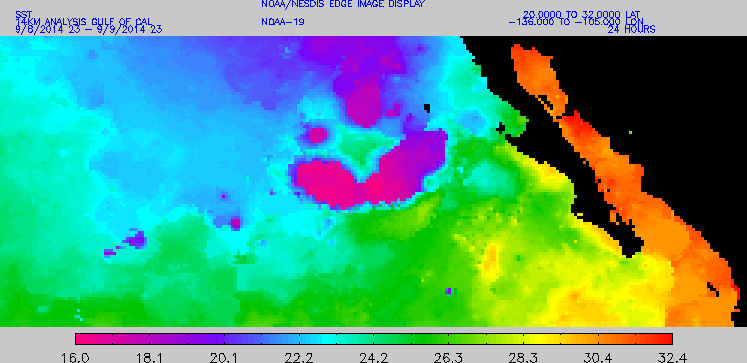 NOAA/NESDIS EDGE IMAGE DISPLAY
SST 20.0000 TO 32.0000 LAT
14KM ANALYSIS GULF OF CAL NOAA-19 -136.000 TO -105.000 LON
9/8/2014 23 - 9/9/2014 23 24 HOURS
16.0 18.1 20.1 22.2 24.2 26.3 28.3 30.4 32.4